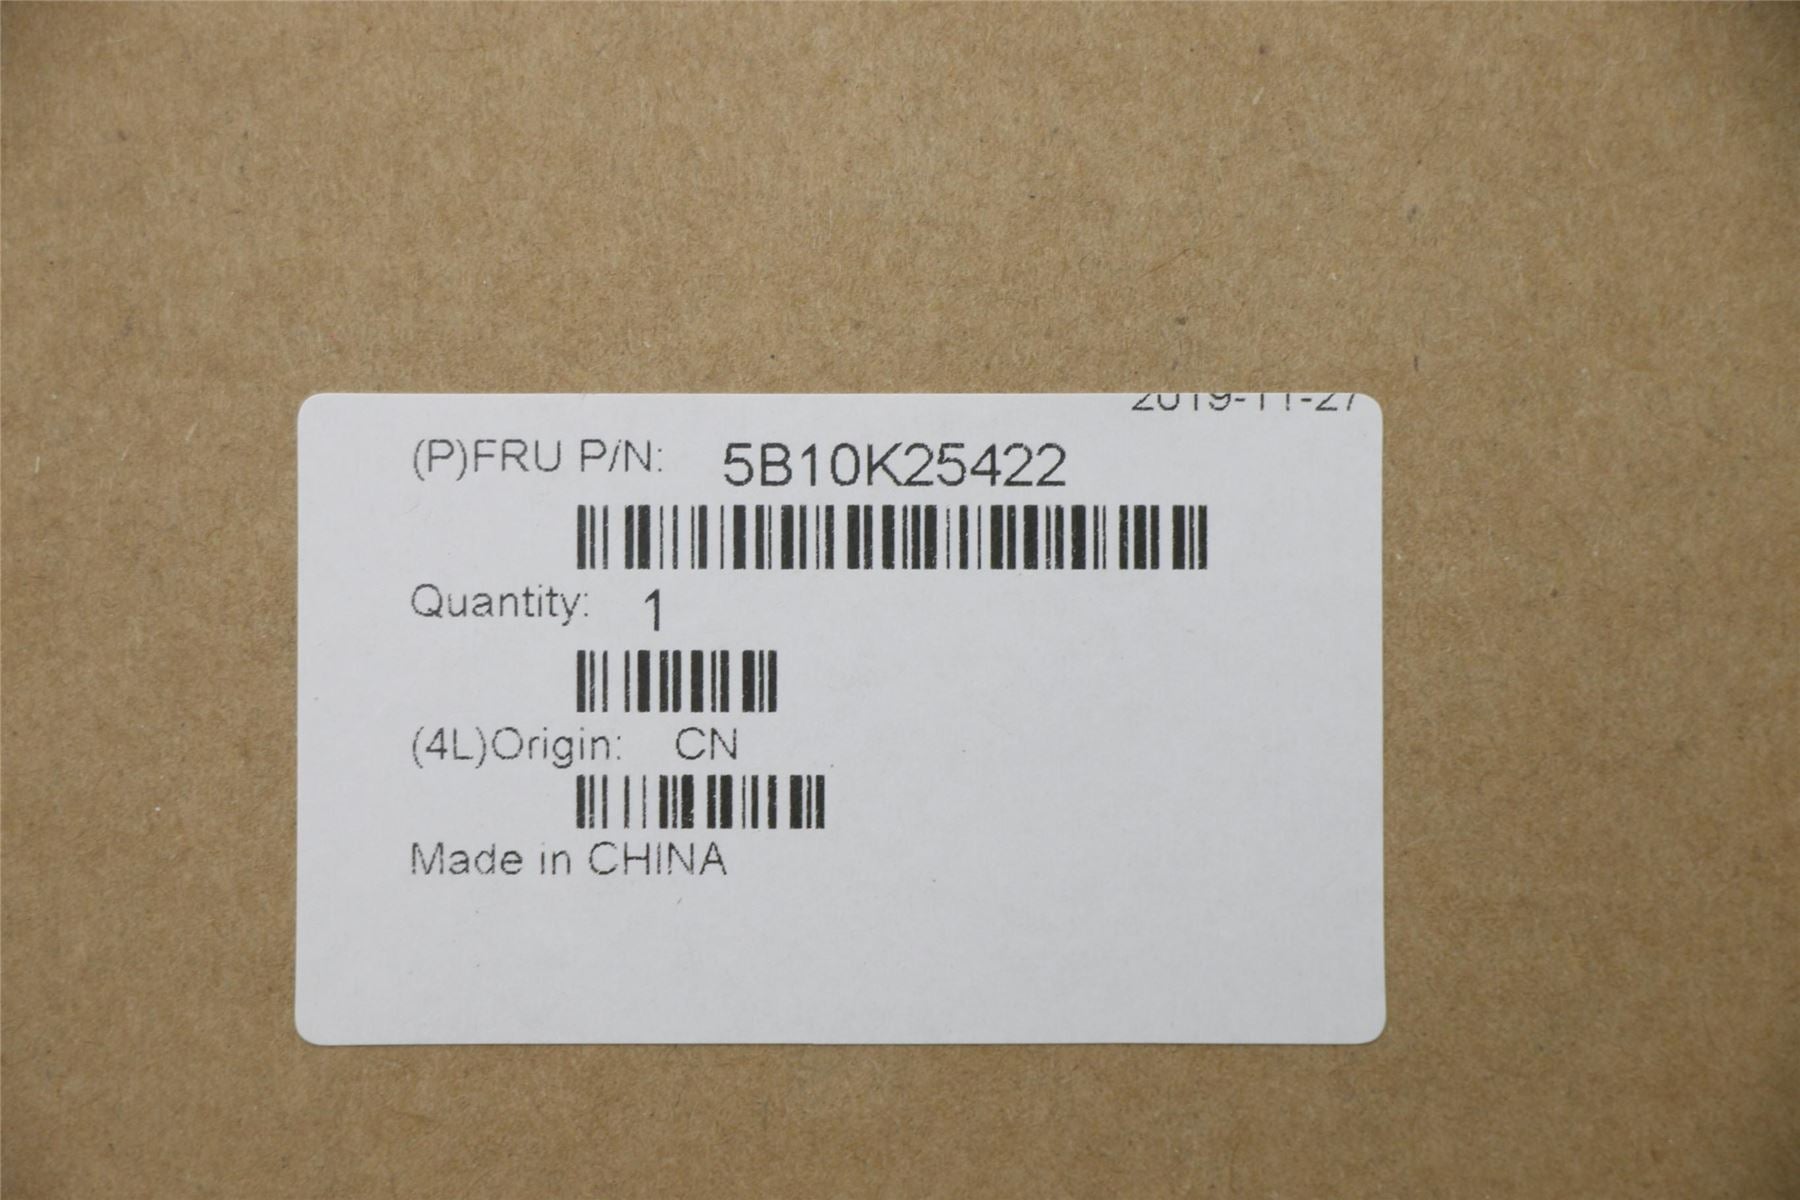 2019-11-27
(P)FRU P/N: 5B10K25422
Quantity: 1
(4L)Origin: CN
Made in CHINA